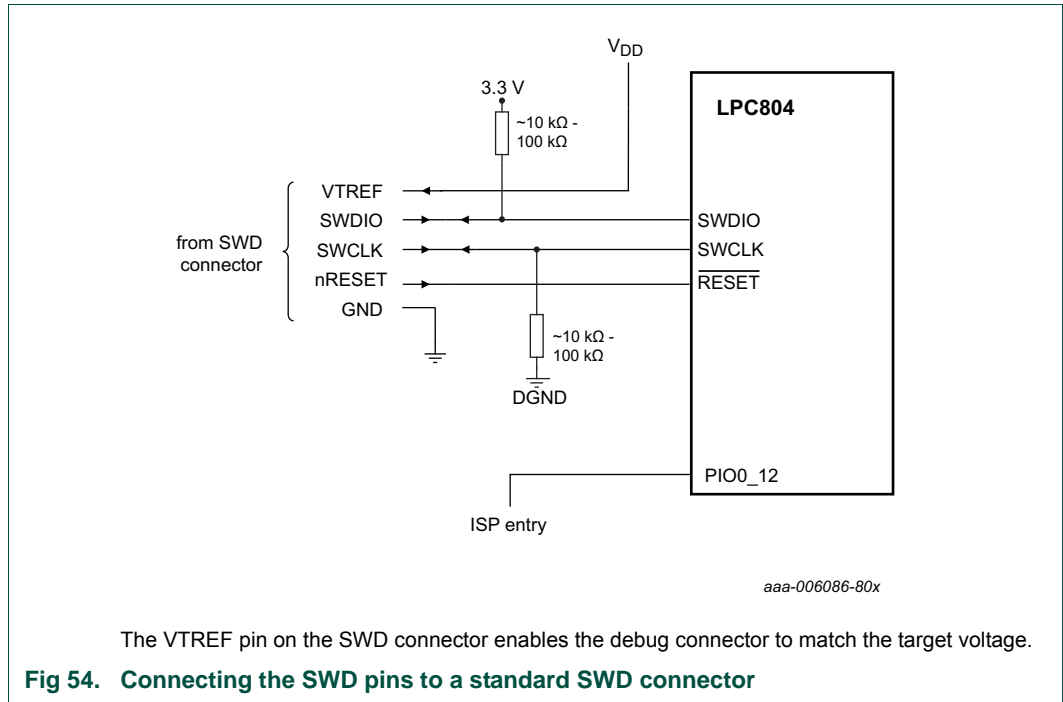 V_DD
3.3 V
LPC804
~10 kΩ -
100 kΩ
VTREF
SWDIO
SWDIO
from SWD
connector
SWCLK
SWCLK
nRESET
RESET
GND
~10 kΩ -
100 kΩ
DGND
PIO0_12
ISP entry
aaa-006086-80x
The VTREF pin on the SWD connector enables the debug connector to match the target voltage.
Fig 54. Connecting the SWD pins to a standard SWD connector